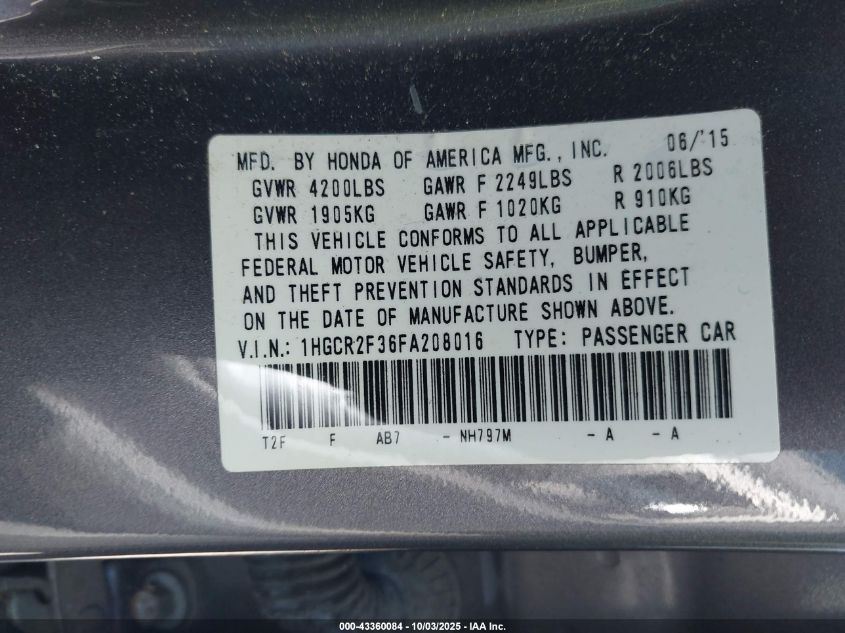 MFD. BY HONDA OF AMERICA MFG., INC. 06/'15
GVWR 4200LBS GAWR F 2249LBS R 2006LBS
GVWR 1905KG GAWR F 1020KG R 910KG
THIS VEHICLE CONFORMS TO ALL APPLICABLE
FEDERAL MOTOR VEHICLE SAFETY, BUMPER,
AND THEFT PREVENTION STANDARDS IN EFFECT
ON THE DATE OF MANUFACTURE SHOWN ABOVE.
V.I.N.: 1HGCR2F36FA208016 TYPE: PASSENGER CAR
T2F F AB7 - NH797M - A - A
000-43360084 - 10/03/2025 - IAA Inc.